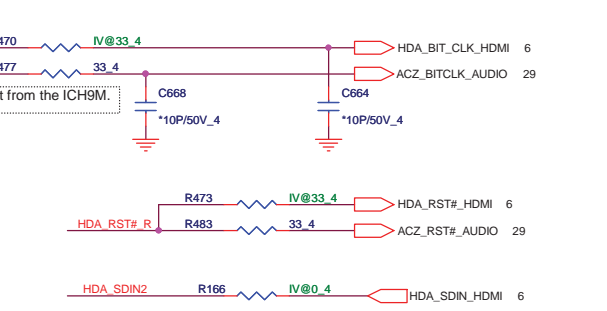 470 IV@33_4 HDA_BIT_CLK_HDMI 6
477 33_4 ACZ_BITCLK_AUDIO 29
t from the ICH9M.
C668 C664
*10P/50V_4 *10P/50V_4
R473 IV@33_4 HDA_RST#_HDMI 6
HDA_RST#_R R483 33_4 ACZ_RST#_AUDIO 29
HDA_SDIN2 R166 IV@0_4 HDA_SDIN_HDMI 6